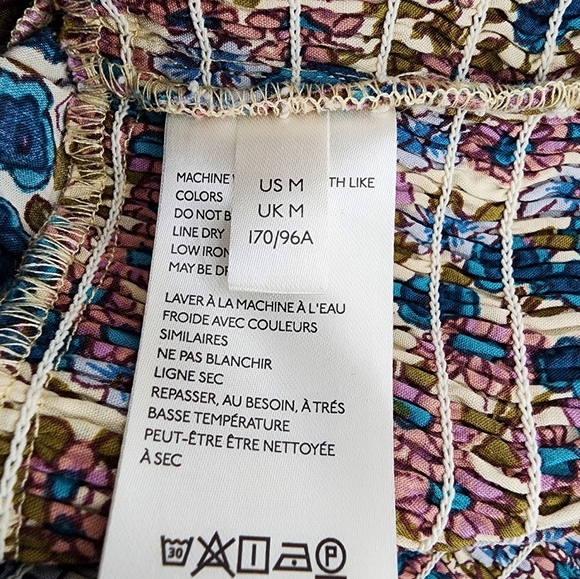 US M
UK M
170/96A
MACHINE TH LIKE
COLORS
DO NOT
LINE DRY
LOW IRON
MAY BE
LAVER À LA MACHINE À L'EAU
FROIDE AVEC COULEURS
SIMILAIRES
NE PAS BLANCHIR
LIGNE SEC
REPASSER, AU BESOIN, À TRÉS
BASSE TEMPÉRATURE
PEUT-ÊTRE ÊTRE NETTOYÉE
À SEC
30 P